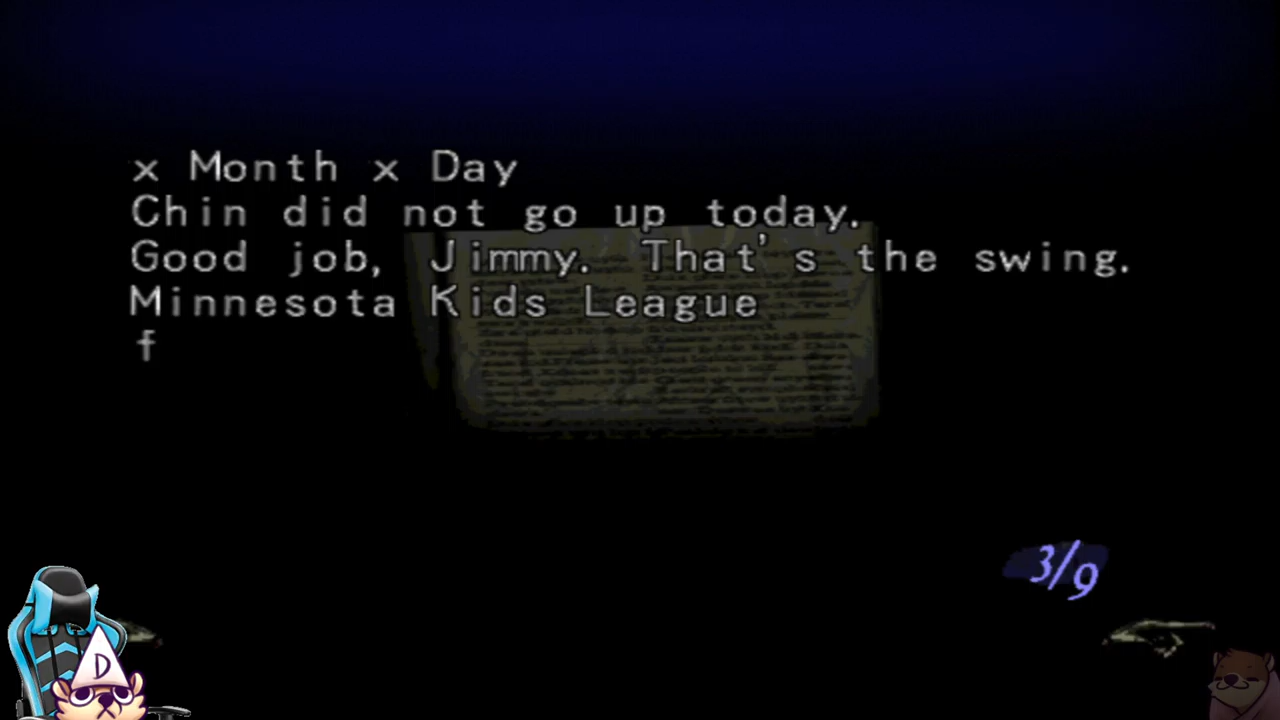 x Month x Day
Chin did not go up today.
Good job, Jimmy. That's the swing.
Minnesota Kids League
f
3/9
D